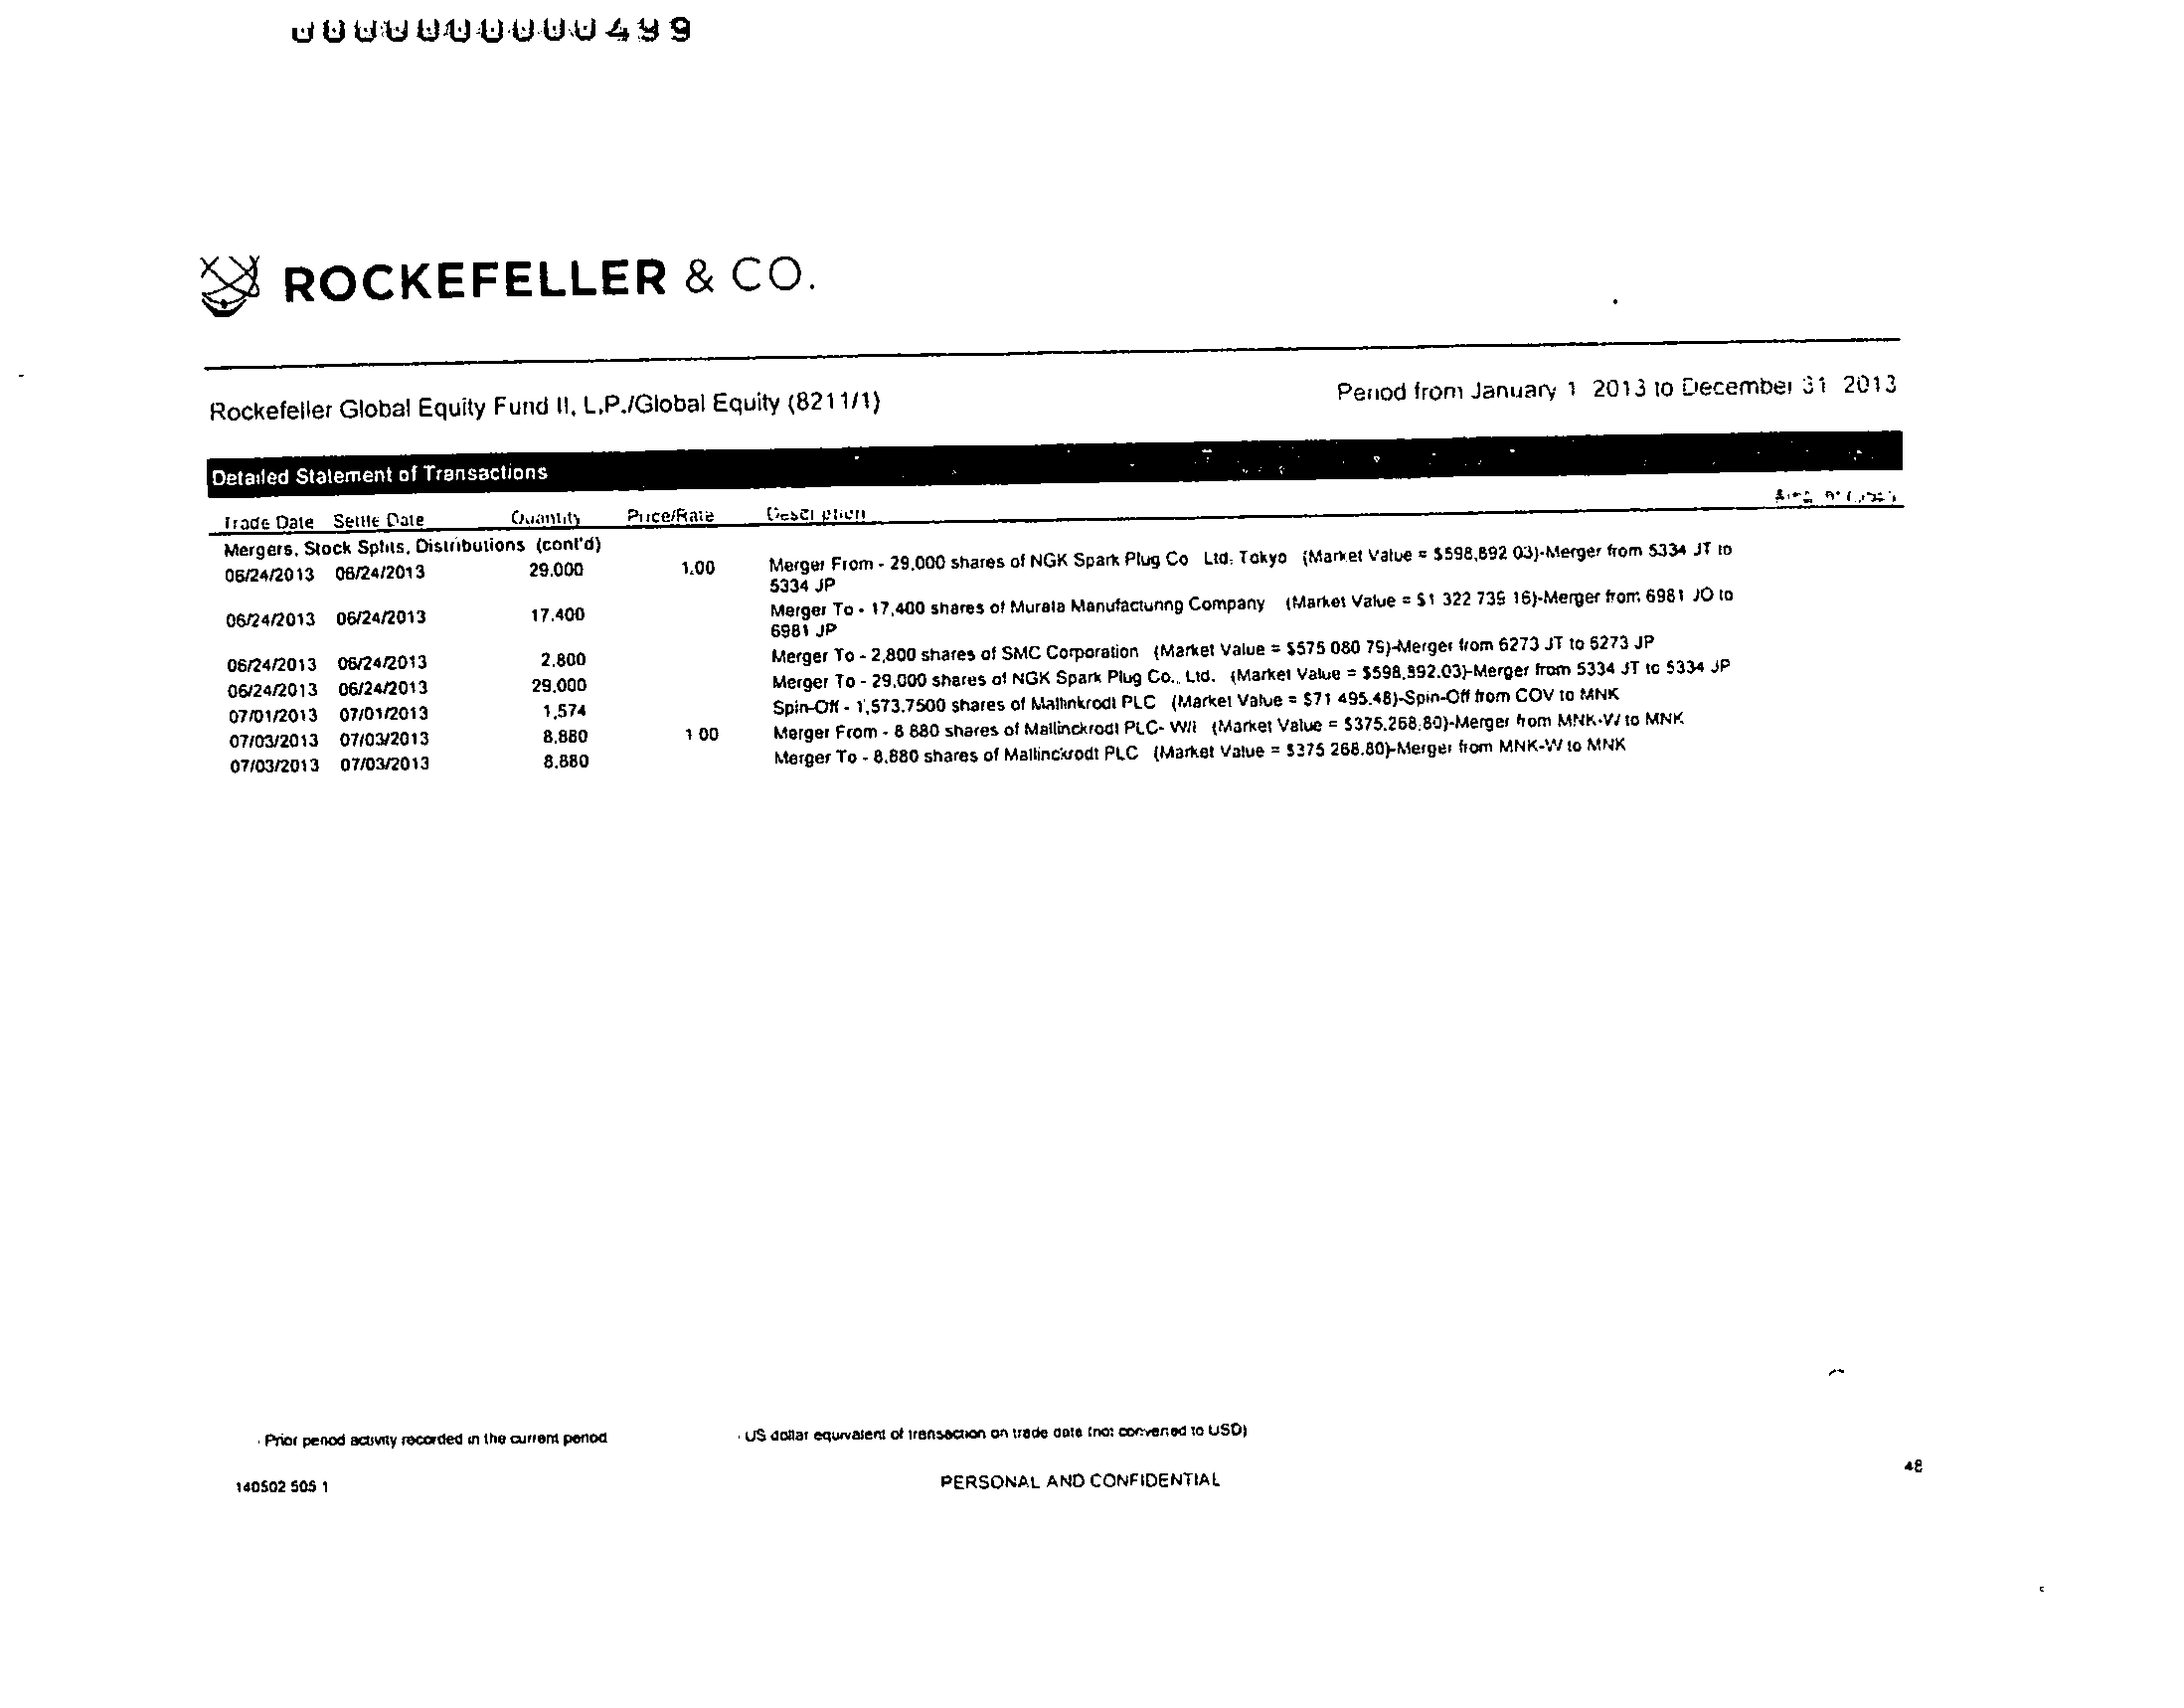 499
ROCKEFELLER & CO.
Rockefeller Global Equity Fund II, L.P./Global Equity (8211/1)
Period from January 1 2013 to December 31 2013
Detailed Statement of Transactions
Trade Date Settle Date Quantity Price/Rate Description
Mergers, Stock Splits, Distributions (cont'd)
06/24/2013 06/24/2013 29,000 1.00 Merger From - 29,000 shares of NGK Spark Plug Co Ltd, Tokyo (Market Value = $598,892 03)-Merger from 5334 JT to
5334 JP
06/24/2013 06/24/2013 17,400 Merger To - 17,400 shares of Murata Manufacturing Company (Market Value = $1 322 739 16)-Merger from 6981 JO to
6981 JP
06/24/2013 06/24/2013 2,800 Merger To - 2,800 shares of SMC Corporation (Market Value = $575 080 75)-Merger from 6273 JT to 6273 JP
06/24/2013 06/24/2013 29,000 Merger To - 29,000 shares of NGK Spark Plug Co., Ltd. (Market Value = $598,892.03)-Merger from 5334 JT to 5334 JP
07/01/2013 07/01/2013 1,574 Spin-Off - 1,573.7500 shares of Mallinkrodt PLC (Market Value = $71 495.48)-Spin-Off from COV to MNK
07/03/2013 07/03/2013 8,880 1 00 Merger From - 8 880 shares of Mallinckrodt PLC- W/I (Market Value = $375,268.80)-Merger from MNK-W to MNK
07/03/2013 07/03/2013 8,880 Merger To - 8,880 shares of Mallinckrodt PLC (Market Value = $375 268.80)-Merger from MNK-W to MNK
Prior period activity recorded in the current period
US dollar equivalent of transaction on trade date (not converted to USD)
140502 505 1
PERSONAL AND CONFIDENTIAL
48